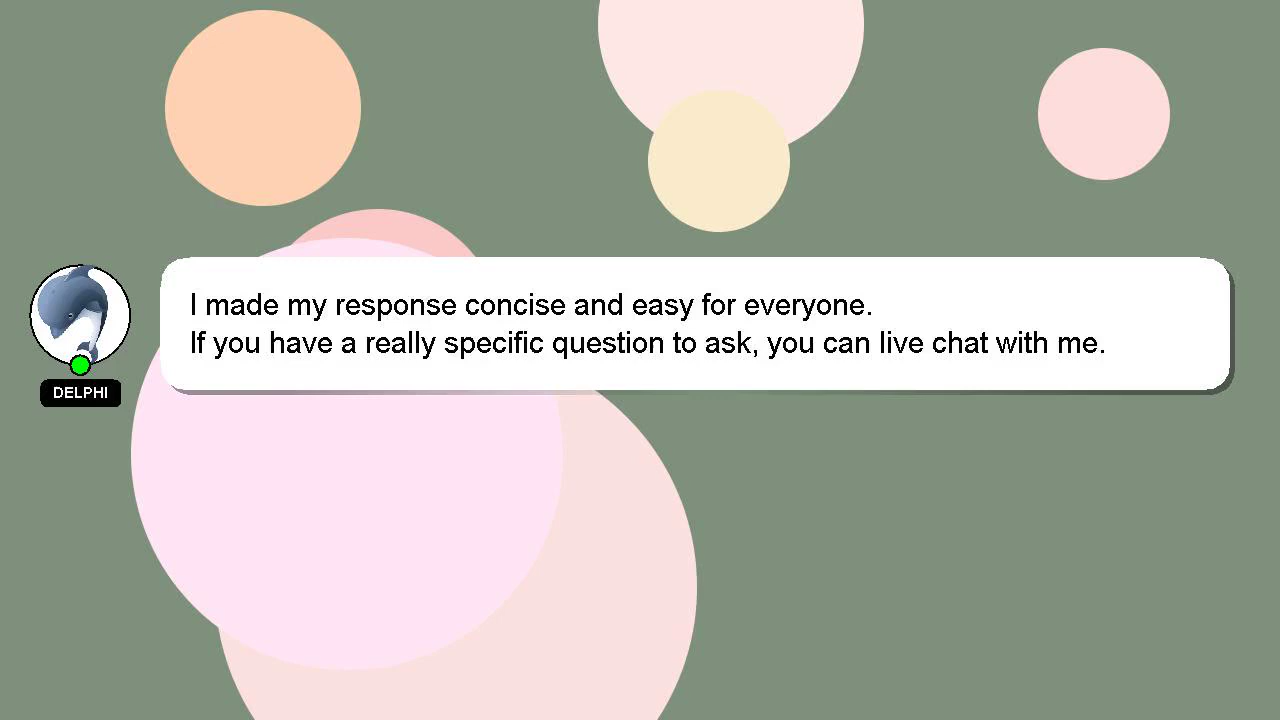 I made my response concise and easy for everyone.
If you have a really specific question to ask, you can live chat with me.
DELPHI